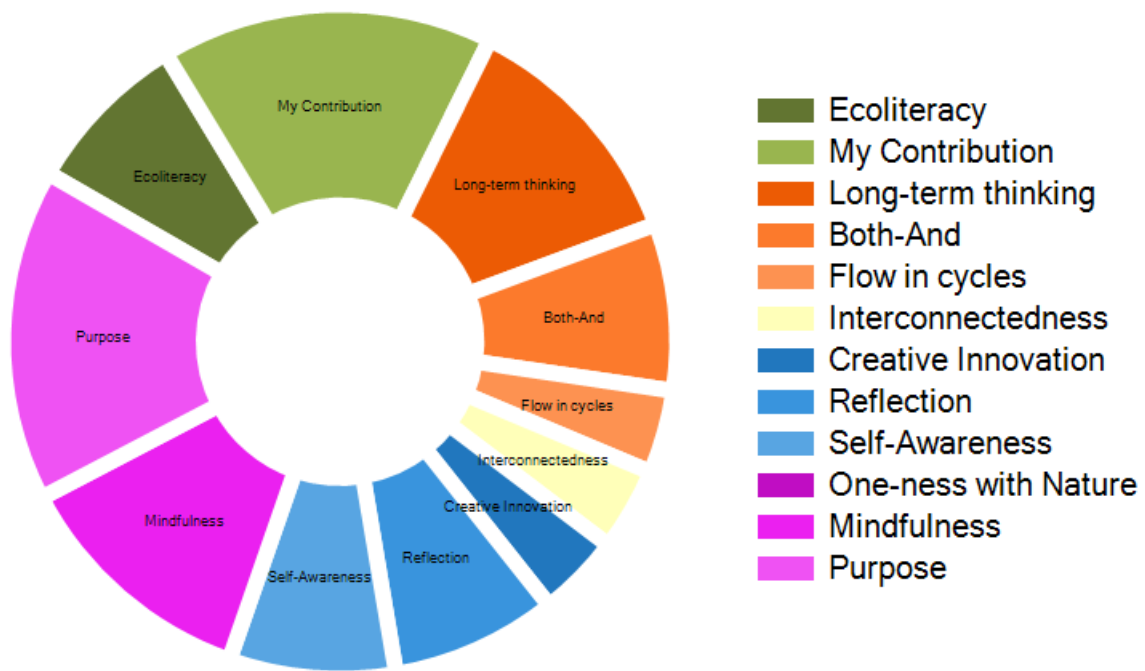 My Contribution
Ecoliteracy
Long-term thinking
Both-And
Purpose
Flow in cycles
Interconnectedness
Creative Innovation
Mindfulness
Reflection
Self-Awareness
Ecoliteracy
My Contribution
Long-term thinking
Both-And
Flow in cycles
Interconnectedness
Creative Innovation
Reflection
Self-Awareness
One-ness with Nature
Mindfulness
Purpose